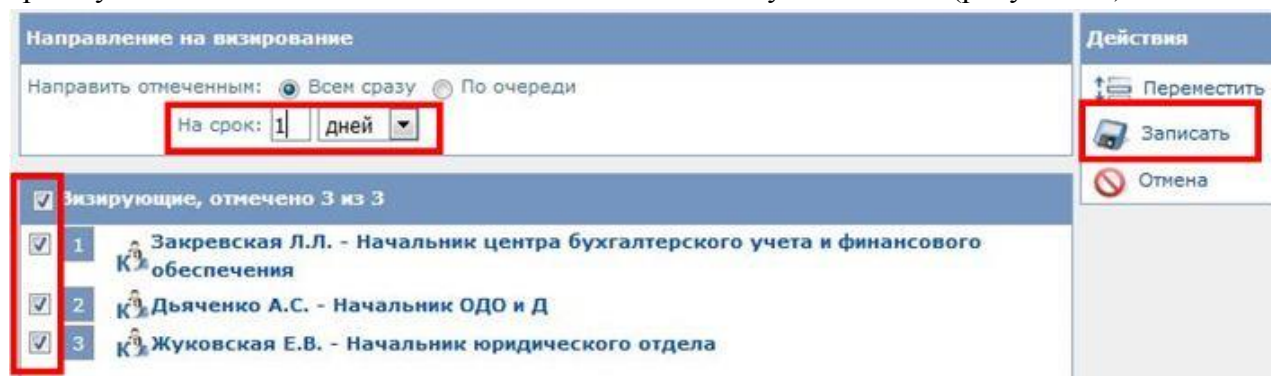 Направление на визирование
Действия
Направить отмеченным: Всем сразу По очереди
На срок: 1 дней
Переместить
Записать
Отмена
Визирующие, отмечено 3 из 3
1 Закревская Л.Л. - Начальник центра бухгалтерского учета и финансового
обеспечения
2 Дьяченко А.С. - Начальник ОДО и Д
3 Жуковская Е.В. - Начальник юридического отдела